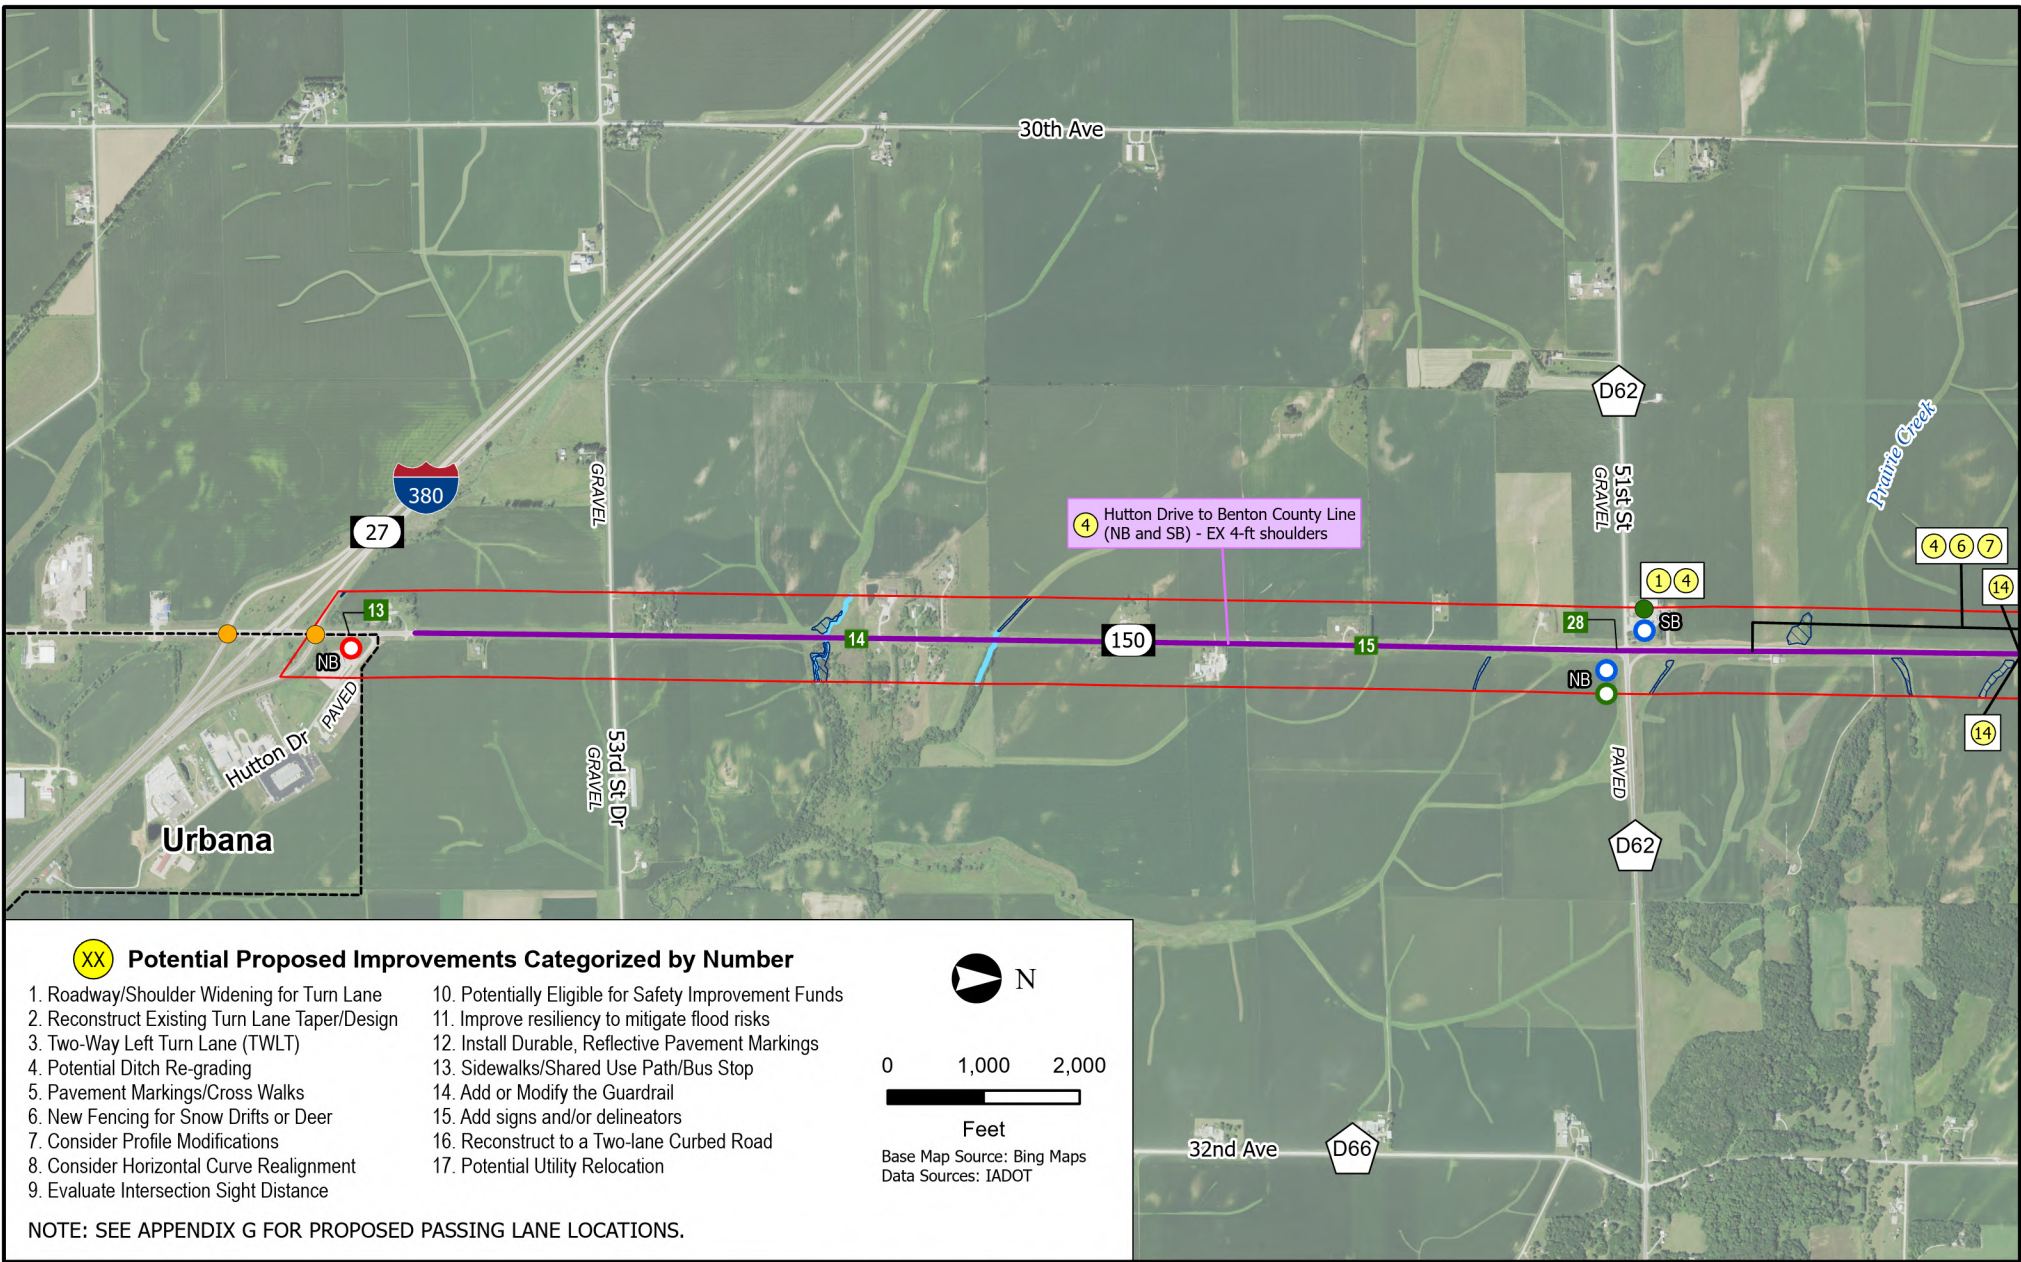 30th Ave
D62
GRAVEL
51st St
GRAVEL
Prairie Creek
380
27
4 Hutton Drive to Benton County Line
(NB and SB) - EX 4-ft shoulders
4 6 7
14
1 4
13
28
SB
14
150
15
NB
NB
14
PAVED
Hutton Dr
53rd St Dr
GRAVEL
PAVED
Urbana
D62
XX Potential Proposed Improvements Categorized by Number
1. Roadway/Shoulder Widening for Turn Lane
2. Reconstruct Existing Turn Lane Taper/Design
3. Two-Way Left Turn Lane (TWLT)
4. Potential Ditch Re-grading
5. Pavement Markings/Cross Walks
6. New Fencing for Snow Drifts or Deer
7. Consider Profile Modifications
8. Consider Horizontal Curve Realignment
9. Evaluate Intersection Sight Distance
10. Potentially Eligible for Safety Improvement Funds
11. Improve resiliency to mitigate flood risks
12. Install Durable, Reflective Pavement Markings
13. Sidewalks/Shared Use Path/Bus Stop
14. Add or Modify the Guardrail
15. Add signs and/or delineators
16. Reconstruct to a Two-lane Curbed Road
17. Potential Utility Relocation
NOTE: SEE APPENDIX G FOR PROPOSED PASSING LANE LOCATIONS.
N
0 1,000 2,000
Feet
Base Map Source: Bing Maps
Data Sources: IADOT
32nd Ave
D66